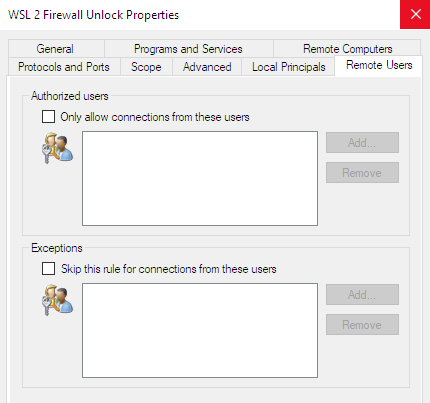 WSL 2 Firewall Unlock Properties
General
Programs and Services
Remote Computers
Protocols and Ports
Scope
Advanced
Local Principals
Remote Users
Authorized users
Only allow connections from these users
Add...
Remove
Exceptions
Skip this rule for connections from these users
Add...
Remove